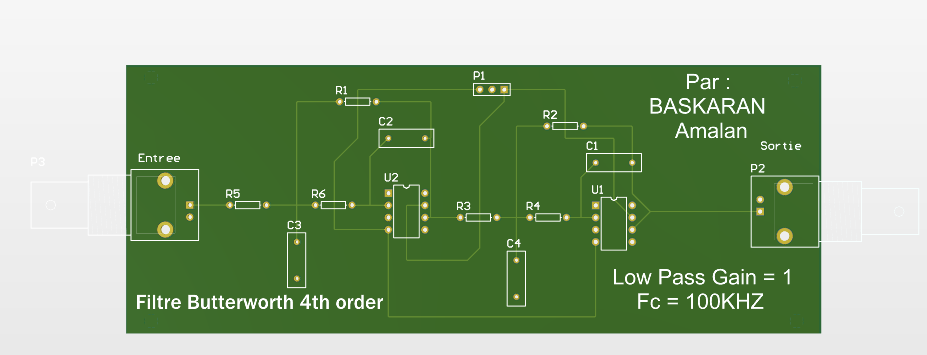 P1
Par :
BASKARAN
Amalan
R1
R2
C2
C1
Sortie
P3
Entree
P2
U2
U1
R5
R6
R3
R4
C3
C4
Low Pass Gain = 1
Fc = 100KHZ
Filtre Butterworth 4th order